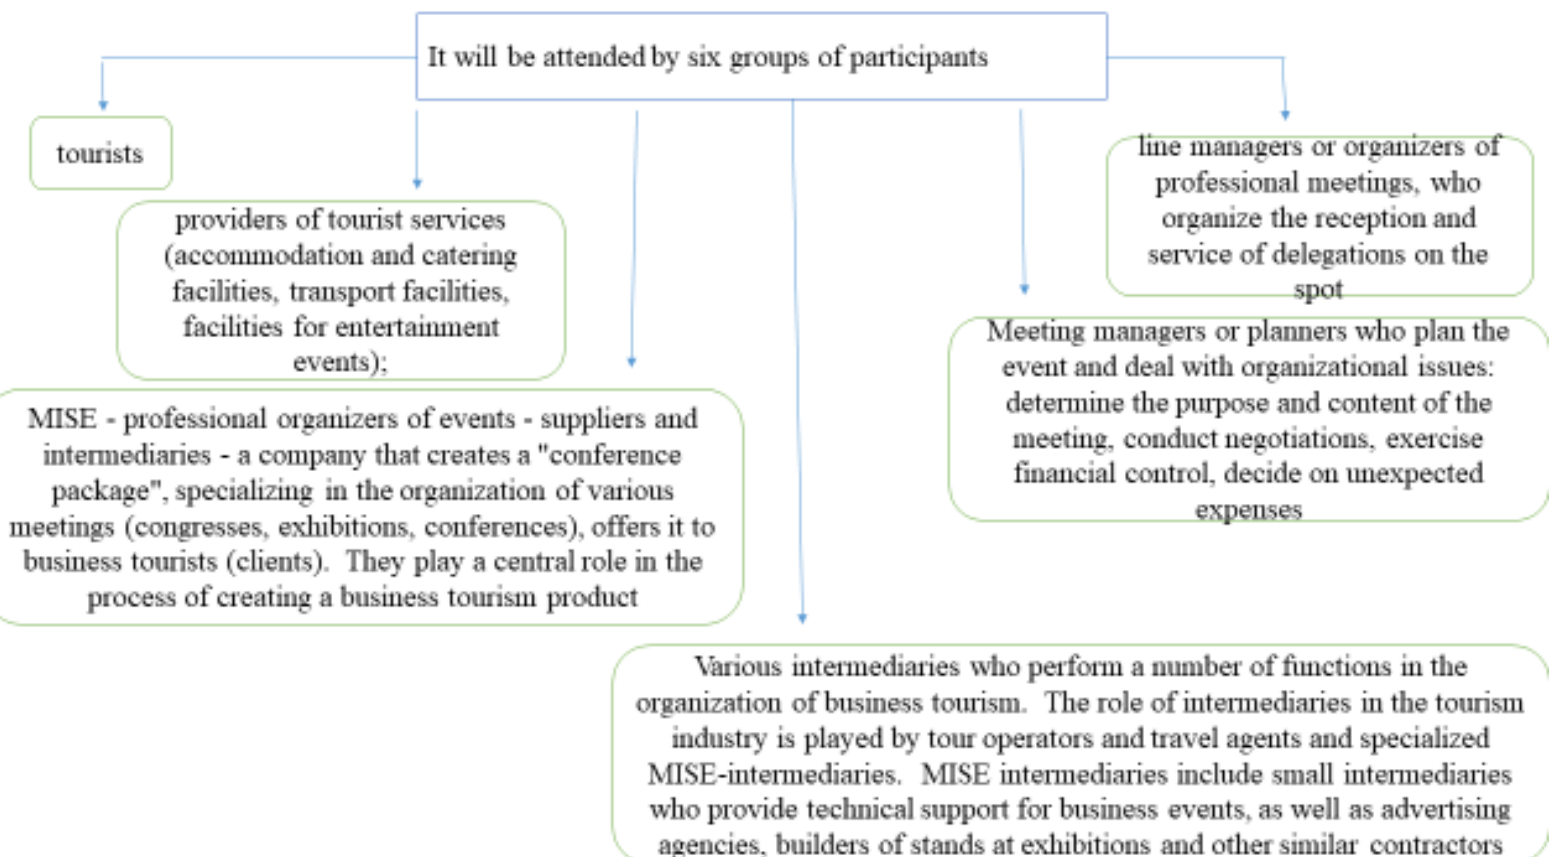 It will be attended by six groups of participants
tourists
providers of tourist services
(accommodation and catering
facilities, transport facilities,
facilities for entertainment
events);
MISE - professional organizers of events - suppliers and
intermediaries - a company that creates a "conference
package", specializing in the organization of various
meetings (congresses, exhibitions, conferences), offers it to
business tourists (clients). They play a central role in the
process of creating a business tourism product
Various intermediaries who perform a number of functions in the
organization of business tourism. The role of intermediaries in the tourism
industry is played by tour operators and travel agents and specialized
MISE-intermediaries. MISE intermediaries include small intermediaries
who provide technical support for business events, as well as advertising
agencies, builders of stands at exhibitions and other similar contractors
Meeting managers or planners who plan the
event and deal with organizational issues:
determine the purpose and content of the
meeting, conduct negotiations, exercise
financial control, decide on unexpected
expenses
line managers or organizers of
professional meetings, who
organize the reception and
service of delegations on the
spot